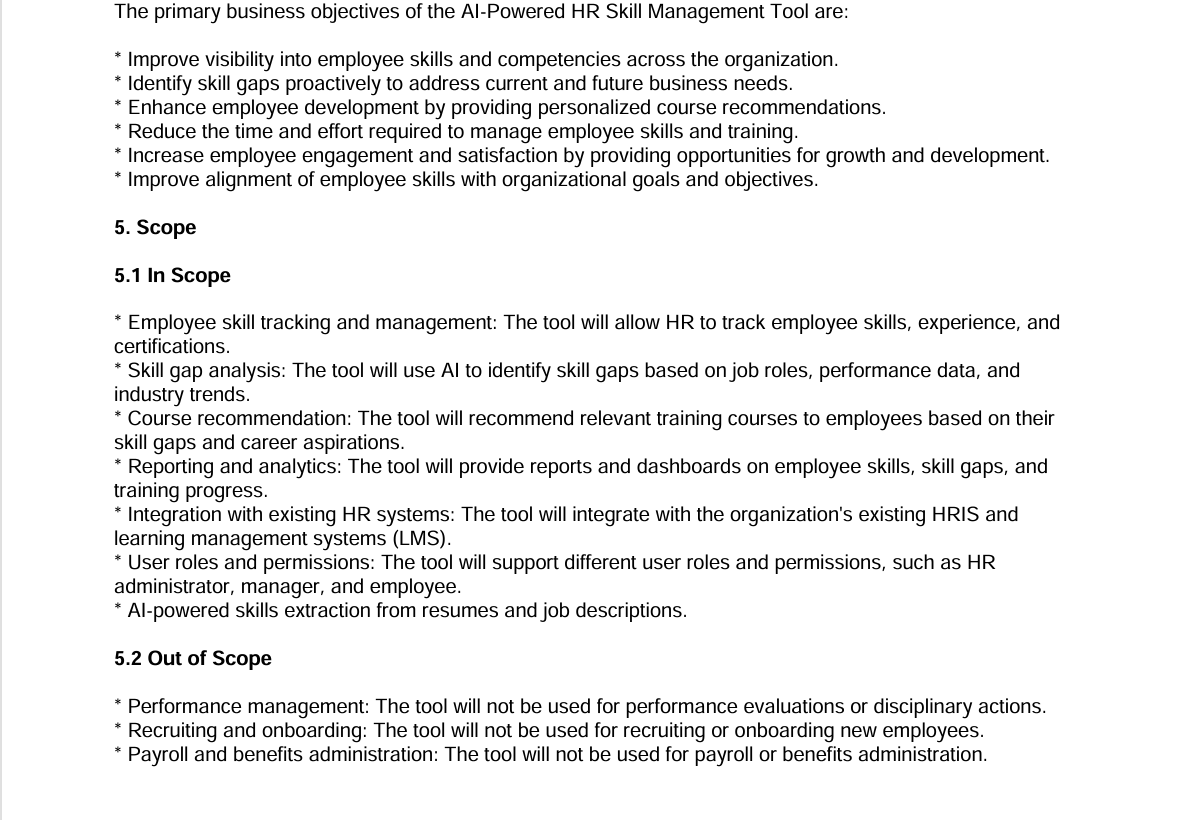 The primary business objectives of the AI-Powered HR Skill Management Tool are:
* Improve visibility into employee skills and competencies across the organization.
* Identify skill gaps proactively to address current and future business needs.
* Enhance employee development by providing personalized course recommendations.
* Reduce the time and effort required to manage employee skills and training.
* Increase employee engagement and satisfaction by providing opportunities for growth and development.
* Improve alignment of employee skills with organizational goals and objectives.
5. Scope
5.1 In Scope
* Employee skill tracking and management: The tool will allow HR to track employee skills, experience, and
certifications.
* Skill gap analysis: The tool will use AI to identify skill gaps based on job roles, performance data, and
industry trends.
* Course recommendation: The tool will recommend relevant training courses to employees based on their
skill gaps and career aspirations.
* Reporting and analytics: The tool will provide reports and dashboards on employee skills, skill gaps, and
training progress.
* Integration with existing HR systems: The tool will integrate with the organization's existing HRIS and
learning management systems (LMS).
* User roles and permissions: The tool will support different user roles and permissions, such as HR
administrator, manager, and employee.
* AI-powered skills extraction from resumes and job descriptions.
5.2 Out of Scope
* Performance management: The tool will not be used for performance evaluations or disciplinary actions.
* Recruiting and onboarding: The tool will not be used for recruiting or onboarding new employees.
* Payroll and benefits administration: The tool will not be used for payroll or benefits administration.